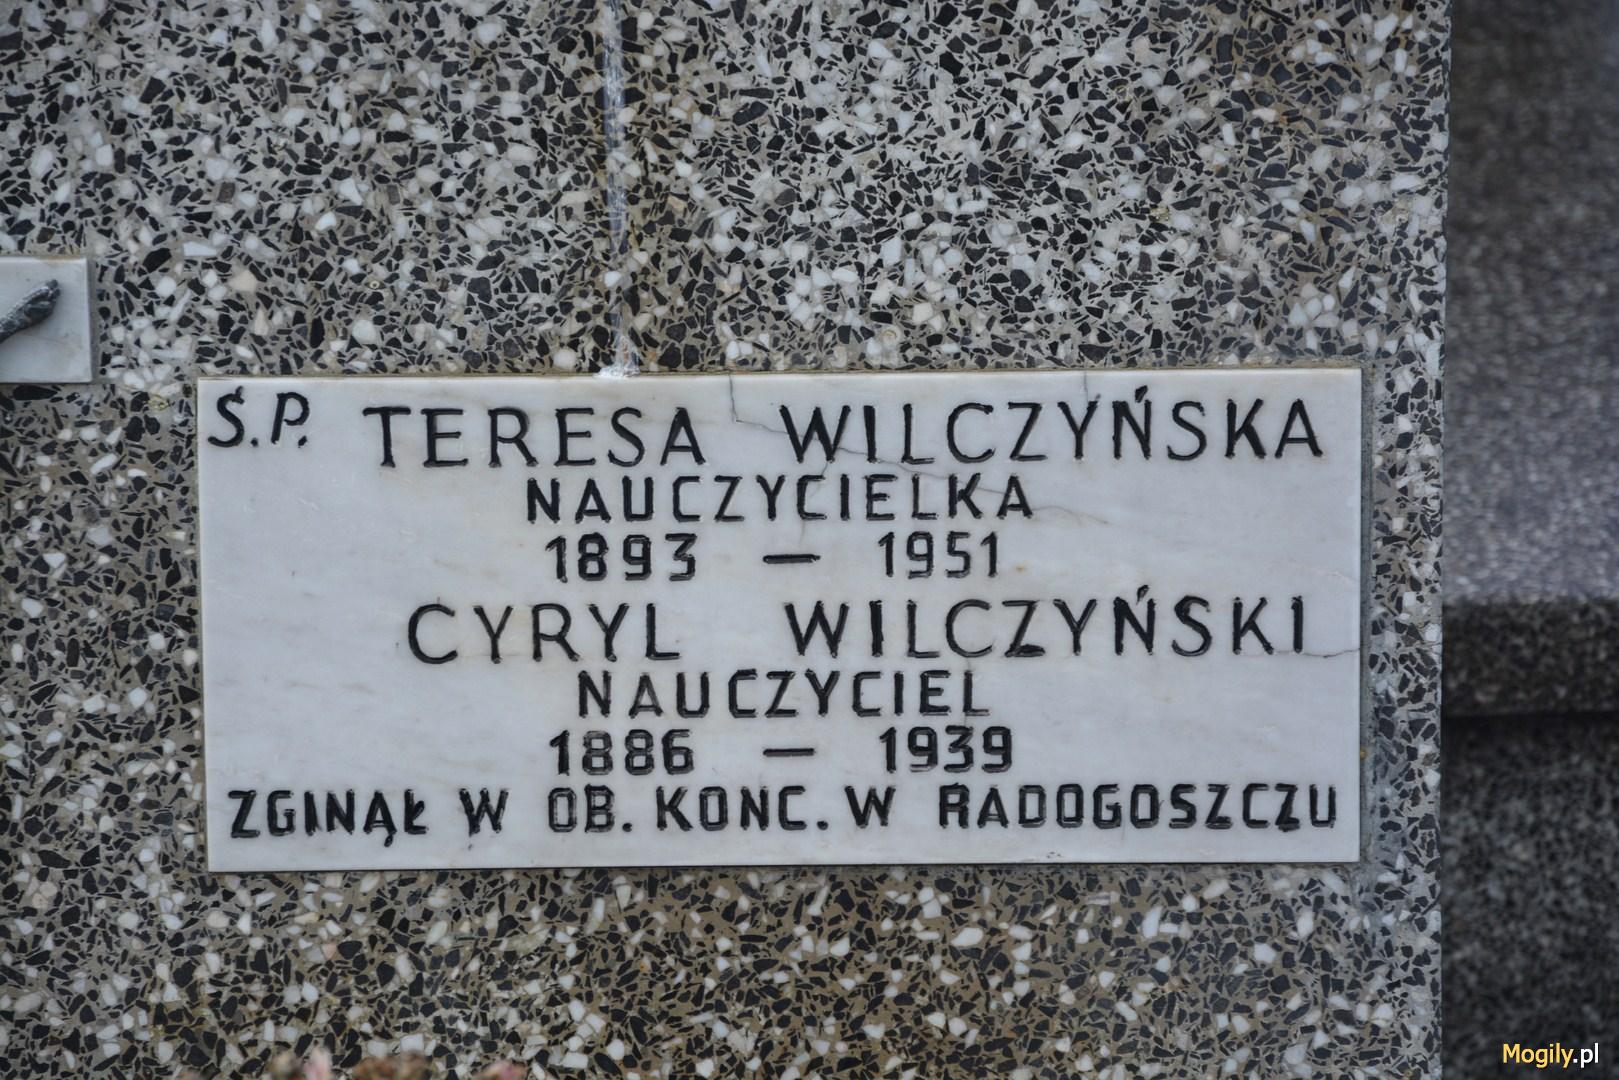 Ś.P. TERESA WILCZYŃSKA
NAUCZYCIELKA
1893 — 1951
CYRYL WILCZYŃSKI
NAUCZYCIEL
1886 — 1939
ZGINĄŁ W OB. KONC. W RADOGOSZCZU
Mogily.pl